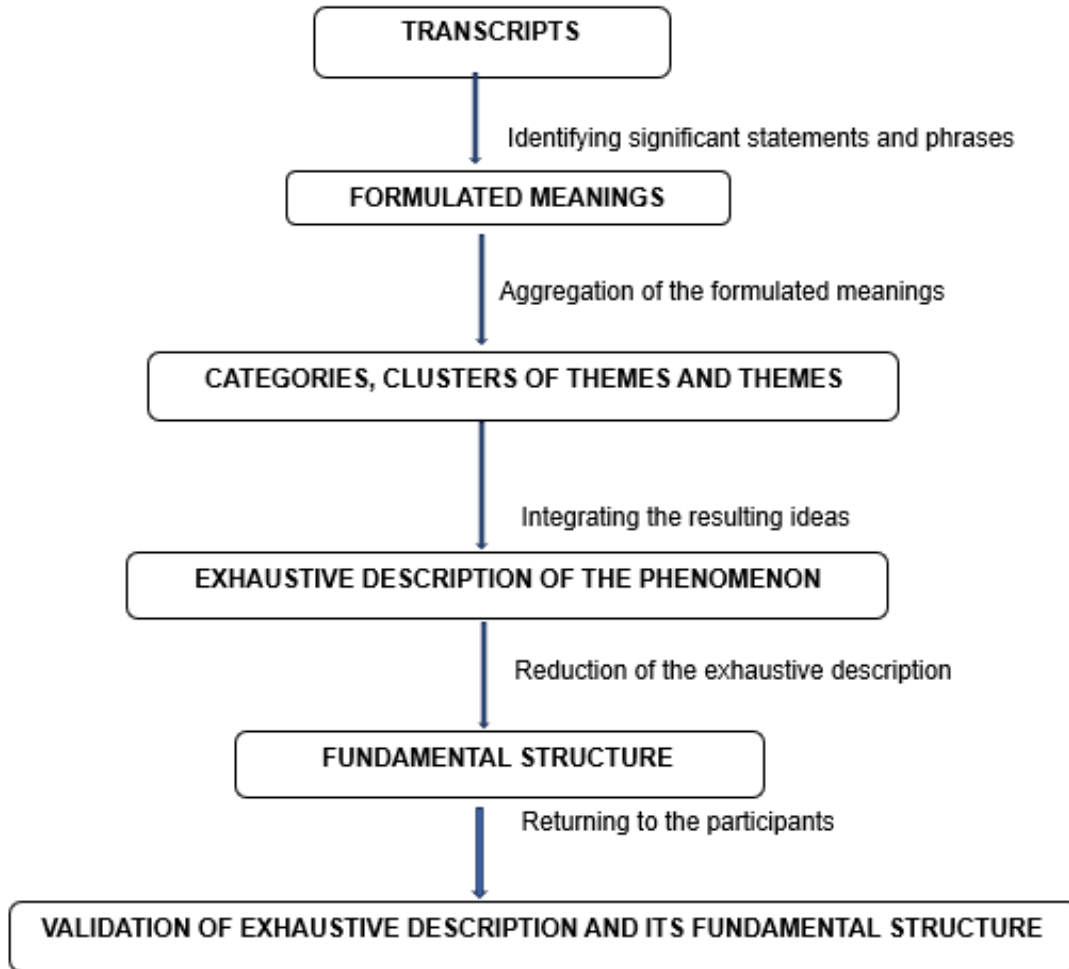 TRANSCRIPTS
Identifying significant statements and phrases
FORMULATED MEANINGS
Aggregation of the formulated meanings
CATEGORIES, CLUSTERS OF THEMES AND THEMES
Integrating the resulting ideas
EXHAUSTIVE DESCRIPTION OF THE PHENOMENON
Reduction of the exhaustive description
FUNDAMENTAL STRUCTURE
Returning to the participants
VALIDATION OF EXHAUSTIVE DESCRIPTION AND ITS FUNDAMENTAL STRUCTURE